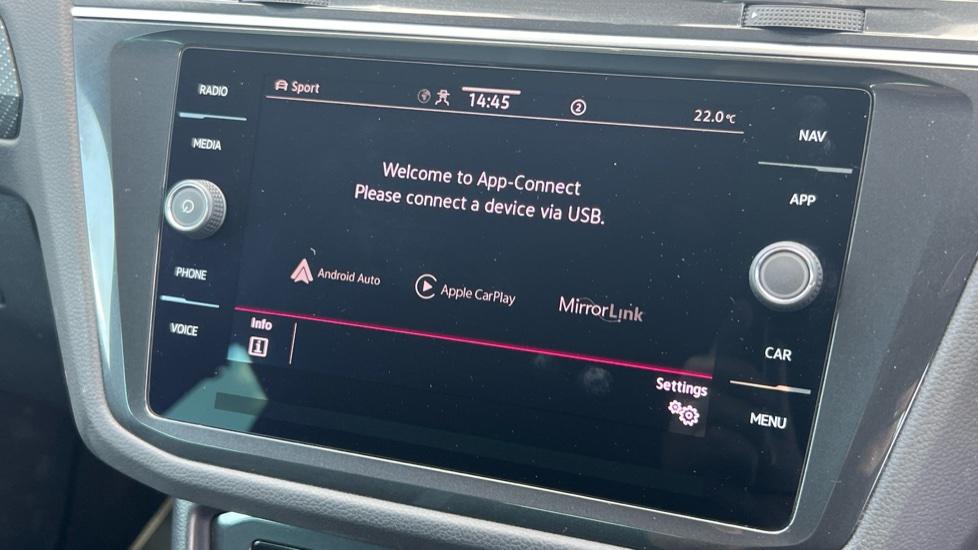 RADIO
MEDIA
PHONE
VOICE
Sport
14:45
2
22.0°C
Welcome to App-Connect
Please connect a device via USB.
Android Auto
Apple CarPlay
MirrorLink
Info
i
Settings
NAV
APP
CAR
MENU